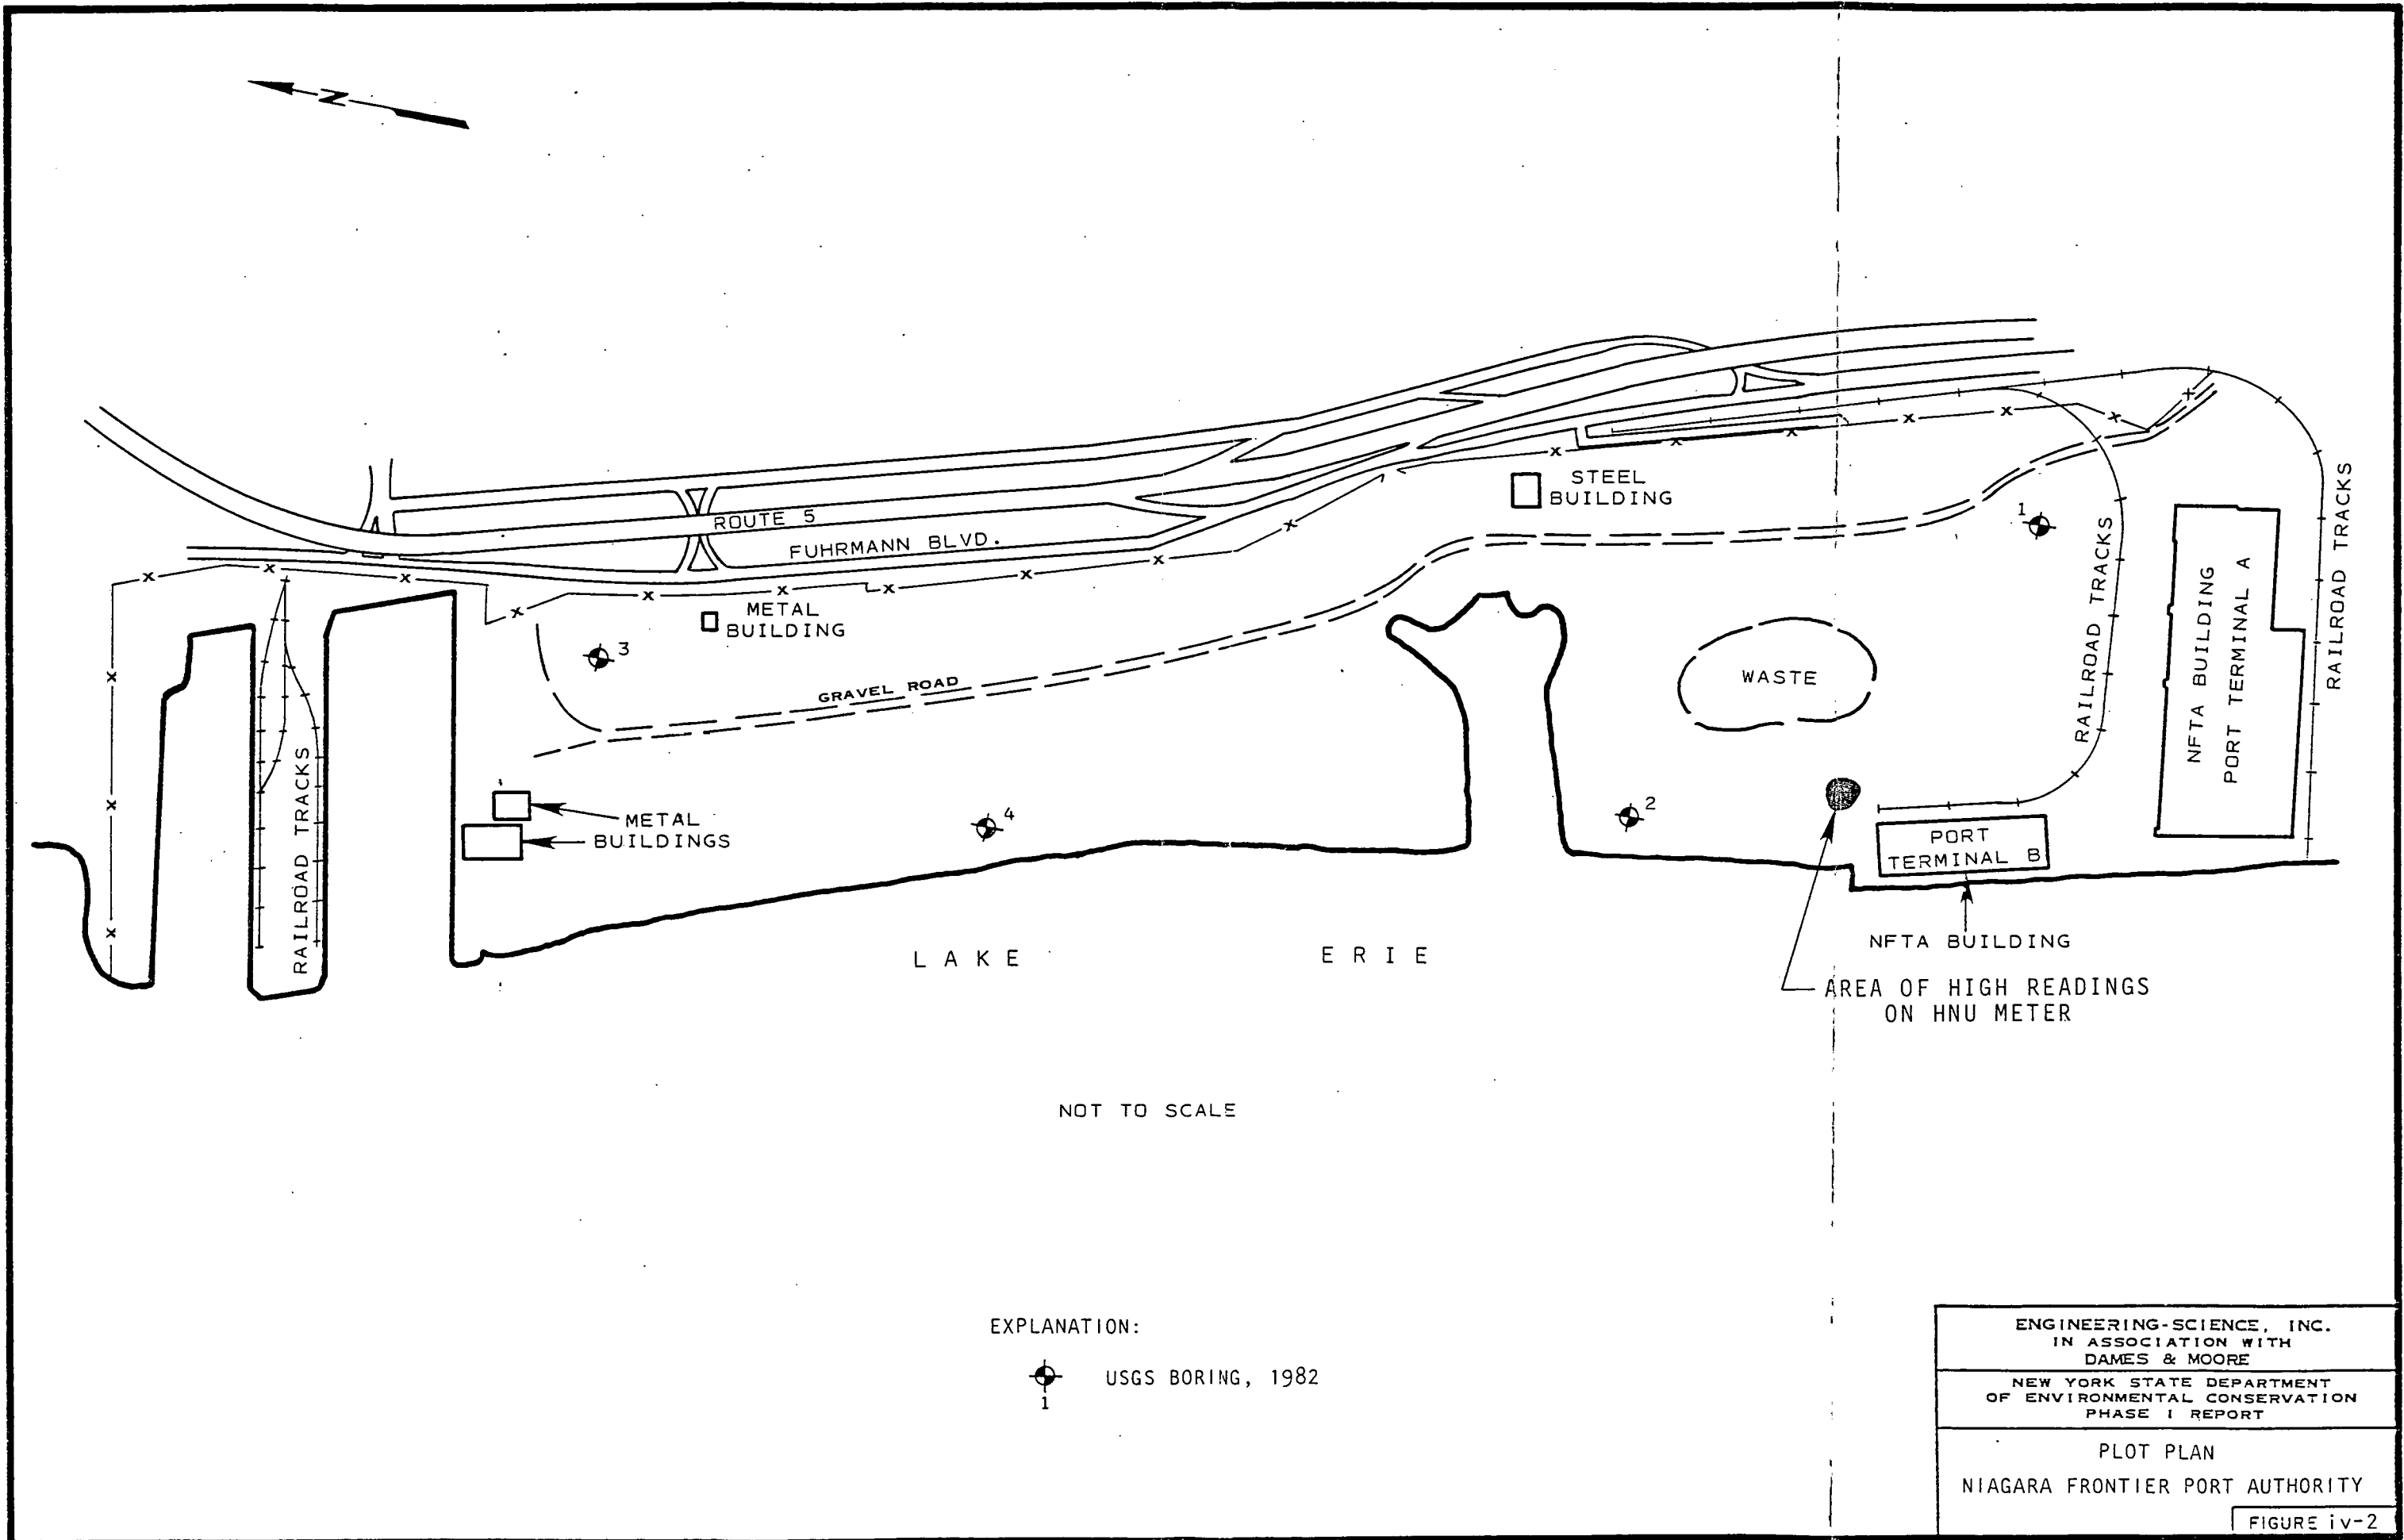 N
ROUTE 5
FUHRMANN BLVD.
STEEL
BUILDING
1
METAL
BUILDING
3
GRAVEL ROAD
WASTE
RAILROAD TRACKS
NFTA BUILDING
PORT TERMINAL A
RAILROAD TRACKS
RAILROAD TRACKS
METAL
BUILDINGS
4
2
PORT
TERMINAL B
NFTA BUILDING
AREA OF HIGH READINGS
ON HNU METER
LAKE ERIE
NOT TO SCALE
EXPLANATION:
1
USGS BORING, 1982
ENGINEERING-SCIENCE, INC.
IN ASSOCIATION WITH
DAMES & MOORE
NEW YORK STATE DEPARTMENT
OF ENVIRONMENTAL CONSERVATION
PHASE I REPORT
PLOT PLAN
NIAGARA FRONTIER PORT AUTHORITY
FIGURE iv-2